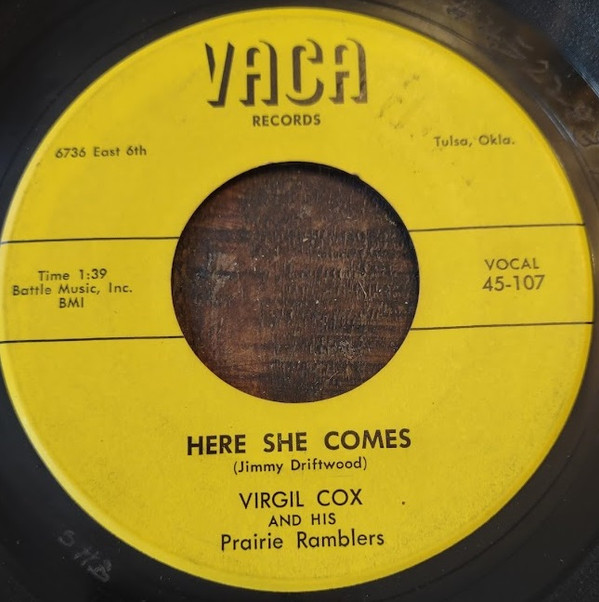 VACA
RECORDS
6736 East 6th
Tulsa, Okla.
Time 1:39
Battle Music, Inc.
BMI
VOCAL
45-107
HERE SHE COMES
(Jimmy Driftwood)
VIRGIL COX
AND HIS
Prairie Ramblers